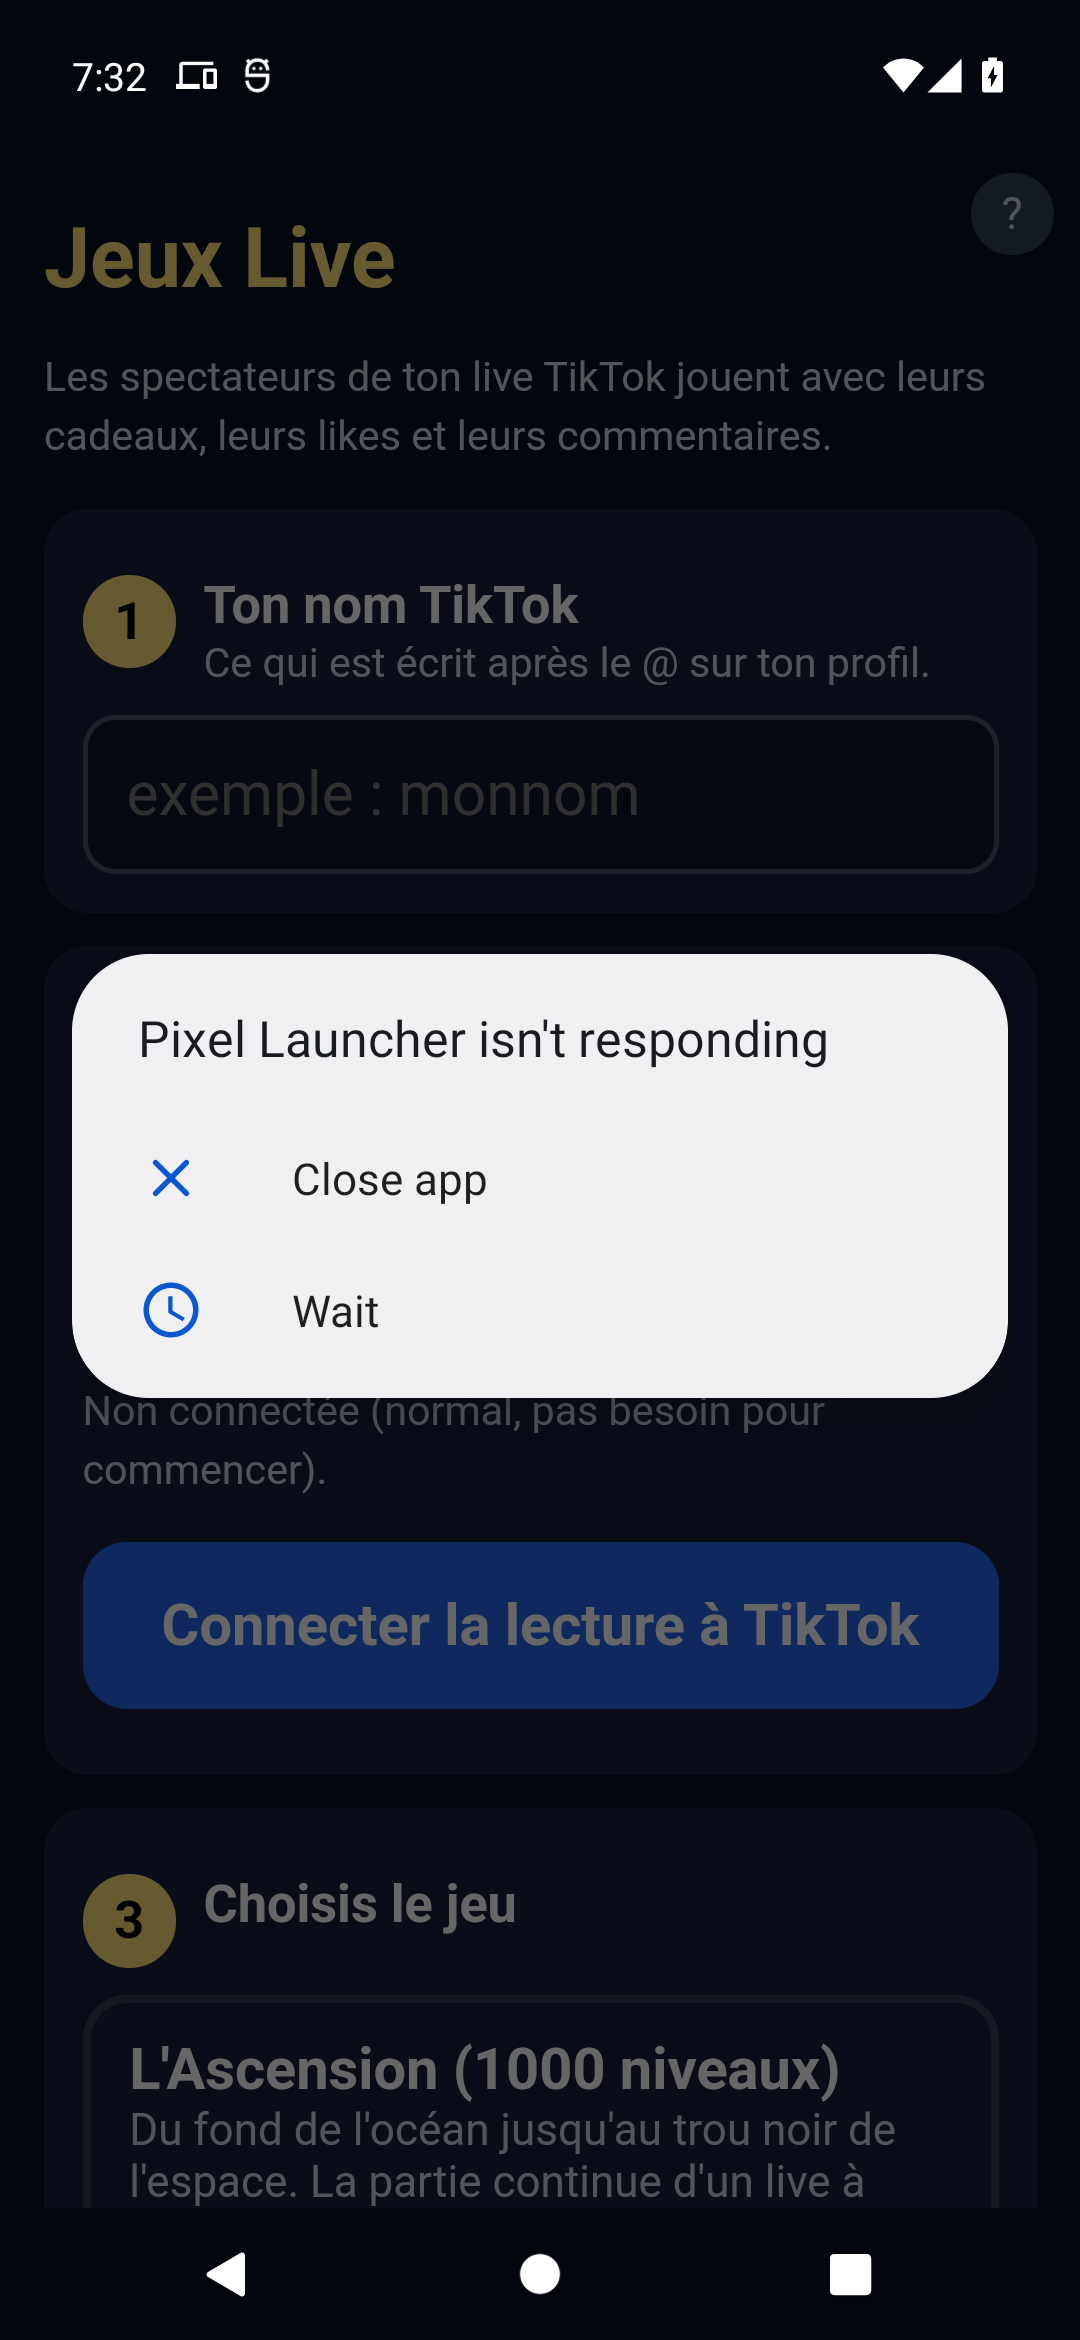 7:32
?
Jeux Live
Les spectateurs de ton live TikTok jouent avec leurs
cadeaux, leurs likes et leurs commentaires.
1
Ton nom TikTok
Ce qui est écrit après le @ sur ton profil.
exemple : monnom
Pixel Launcher isn't responding
Close app
Wait
Non connectée (normal, pas besoin pour
commencer).
Connecter la lecture à TikTok
3
Choisis le jeu
L'Ascension (1000 niveaux)
Du fond de l'océan jusqu'au trou noir de
l'espace. La partie continue d'un live à